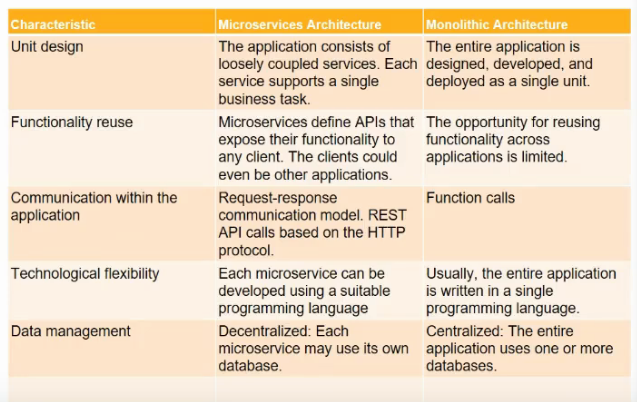 Characteristic Microservices Architecture Monolithic Architecture
Unit design The application consists of The entire application is
loosely coupled services. Each designed, developed, and
service supports a single deployed as a single unit.
business task.
Functionality reuse Microservices define APIs that The opportunity for reusing
expose their functionality to functionality across
any client. The clients could applications is limited.
even be other applications.
Communication within the Request-response Function calls
application communication model. REST
API calls based on the HTTP
protocol.
Technological flexibility Each microservice can be Usually, the entire application
developed using a suitable is written in a single
programming language programming language.
Data management Decentralized: Each Centralized: The entire
microservice may use its own application uses one or more
database. databases.